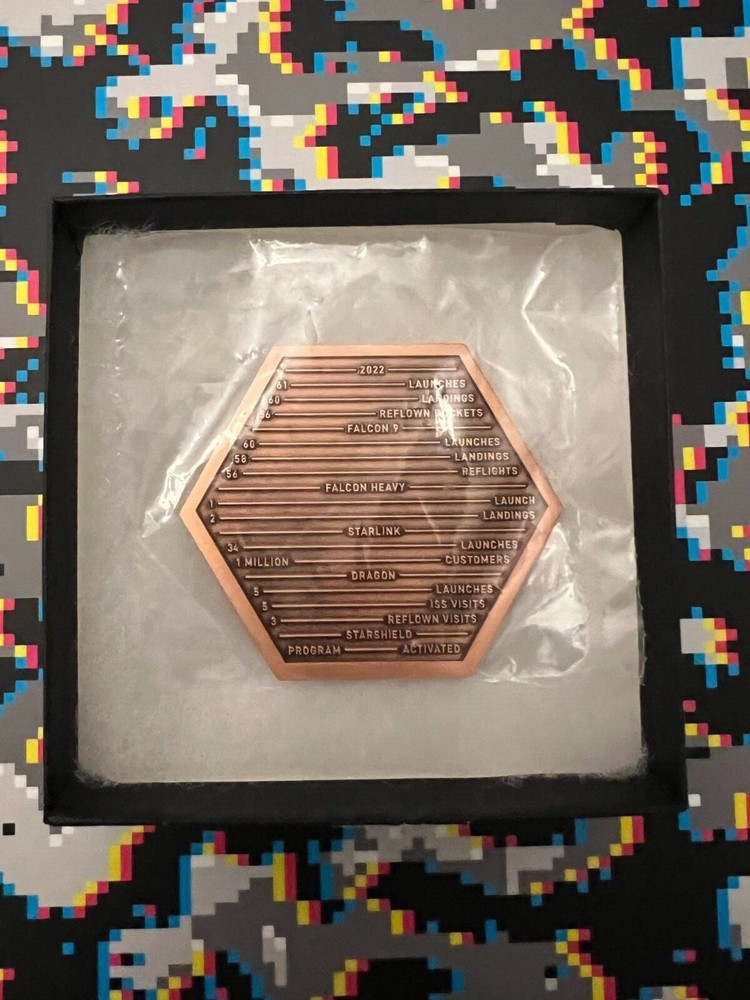 2022
61 LAUNCHES
60 LANDINGS
56 REFLOWN ROCKETS
FALCON 9
60 LAUNCHES
58 LANDINGS
56 REFLIGHTS
FALCON HEAVY
1 LAUNCH
2 LANDINGS
STARLINK
34 LAUNCHES
1 MILLION CUSTOMERS
DRAGON
5 LAUNCHES
5 ISS VISITS
3 REFLOWN VISITS
STARSHIELD
PROGRAM ACTIVATED